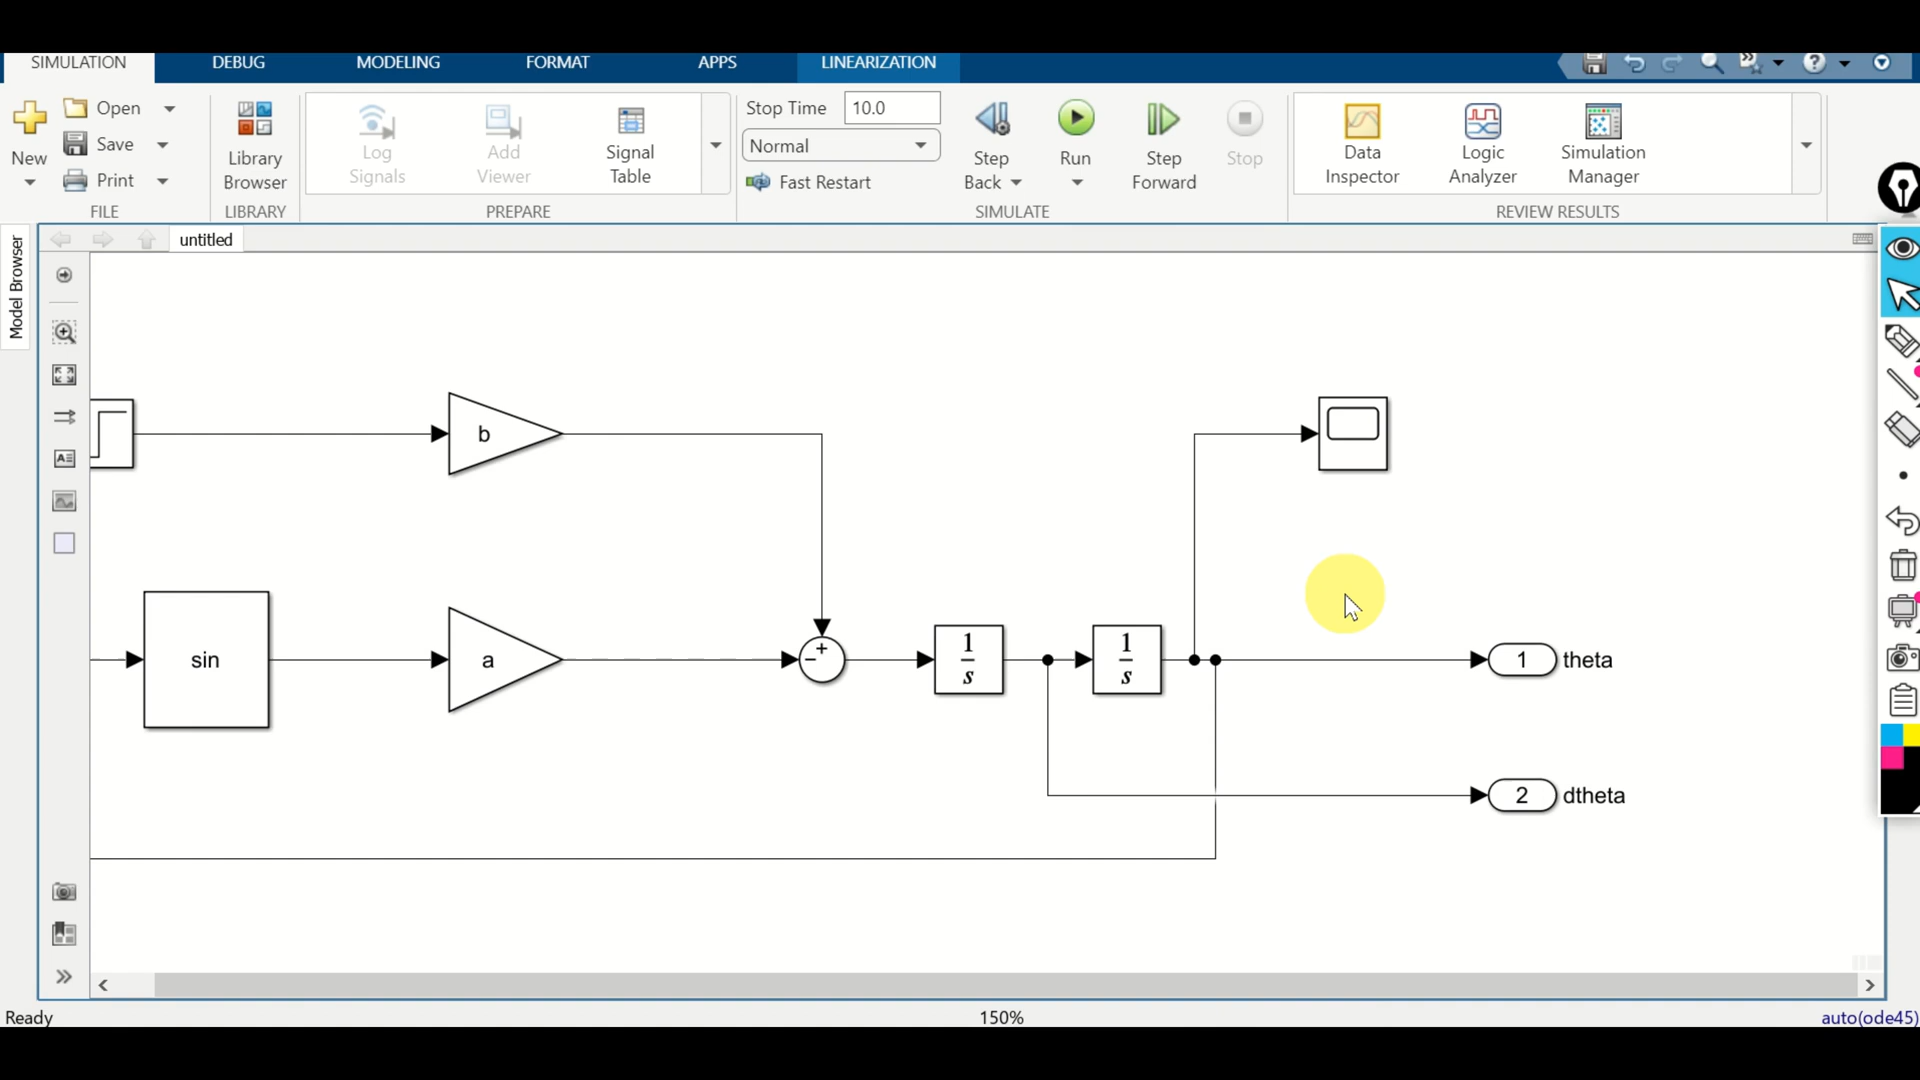 SIMULATION DEBUG MODELING FORMAT APPS LINEARIZATION
New
Open
Save
Print
FILE
Library
Browser
LIBRARY
Log
Signals
Add
Viewer
Signal
Table
PREPARE
Stop Time 10.0
Normal
Fast Restart
Step
Back
Run
Step
Forward
Stop
SIMULATE
Data
Inspector
Logic
Analyzer
Simulation
Manager
REVIEW RESULTS
Model Browser
untitled
b
sin
a
- +
1
s
1
s
1 theta
2 dtheta
Ready 150% auto(ode45)